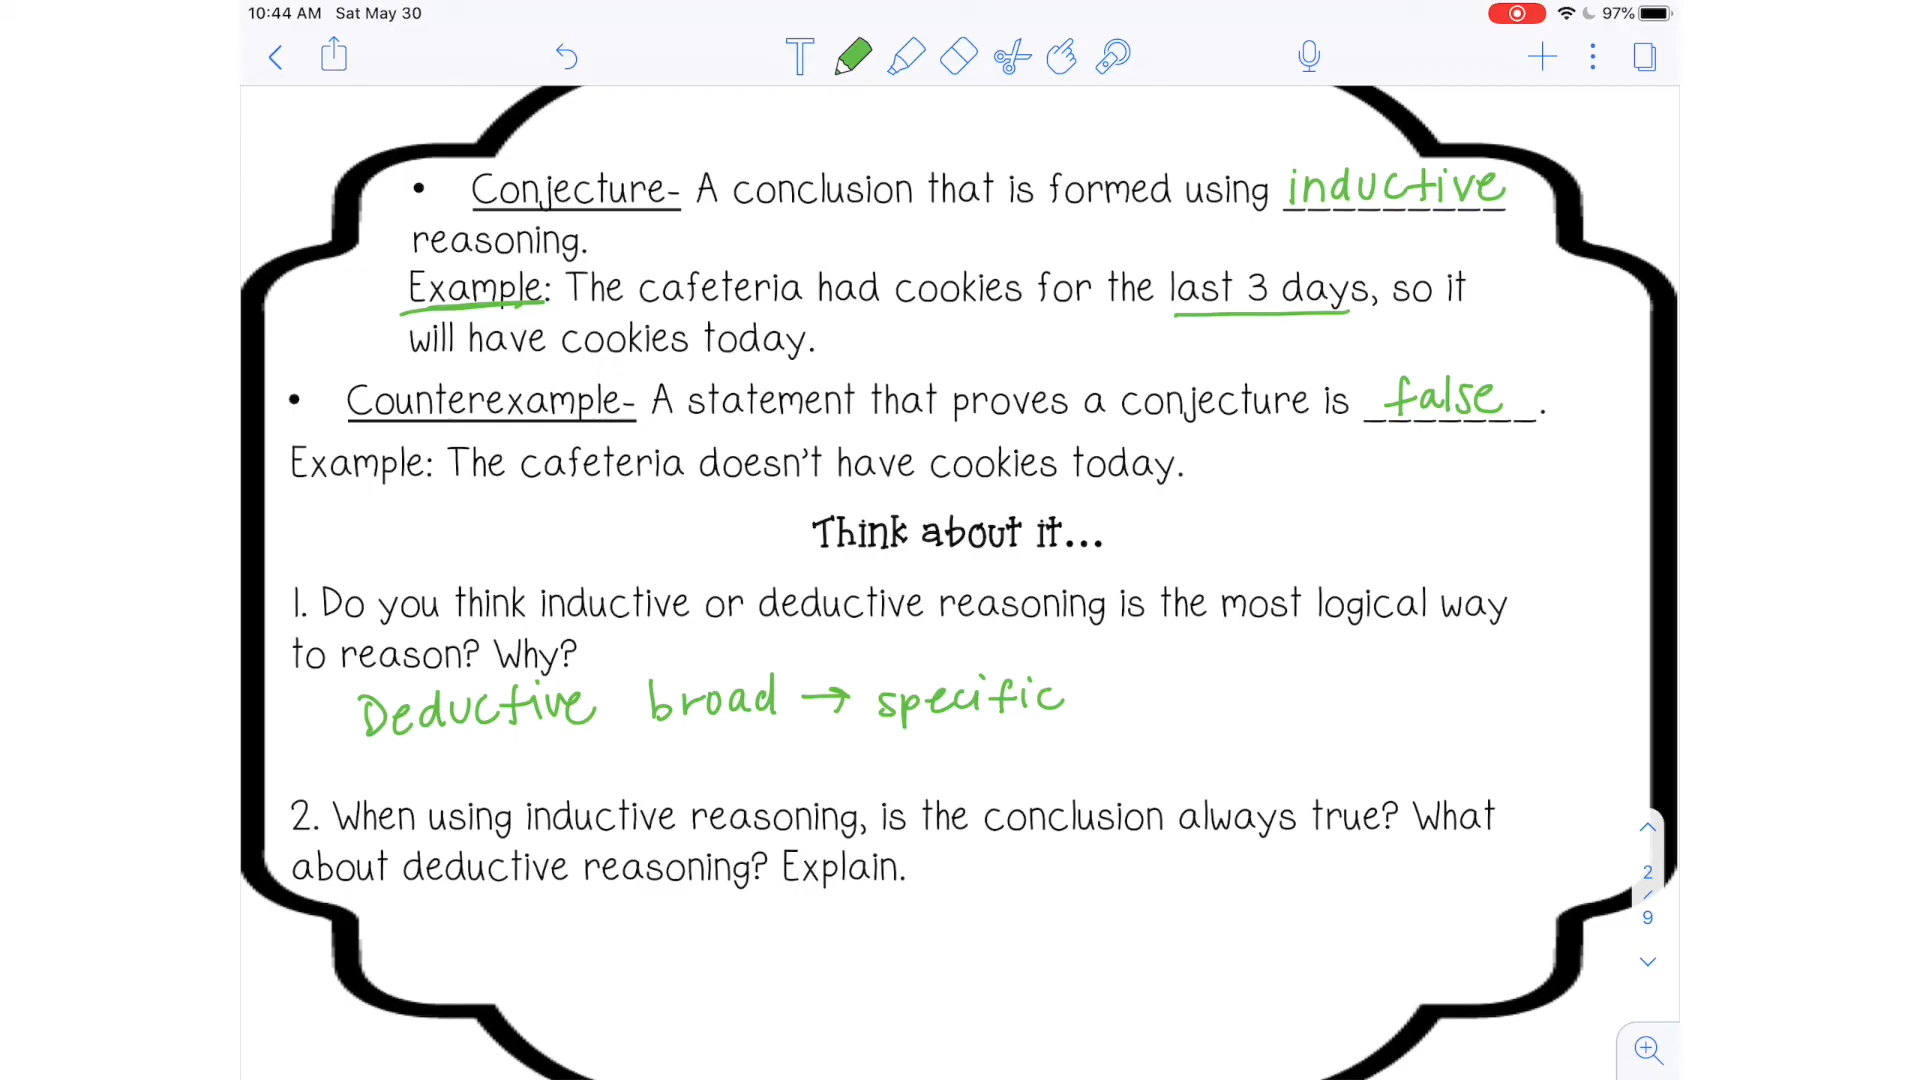 10:44 AM Sat May 30
97%
• Conjecture- A conclusion that is formed using inductive
reasoning.
Example: The cafeteria had cookies for the last 3 days, so it
will have cookies today.
• Counterexample- A statement that proves a conjecture is false.
Example: The cafeteria doesn't have cookies today.
Think about it...
1. Do you think inductive or deductive reasoning is the most logical way
to reason? Why?
Deductive broad → specific
2. When using inductive reasoning, is the conclusion always true? What
about deductive reasoning? Explain.
2
/
9